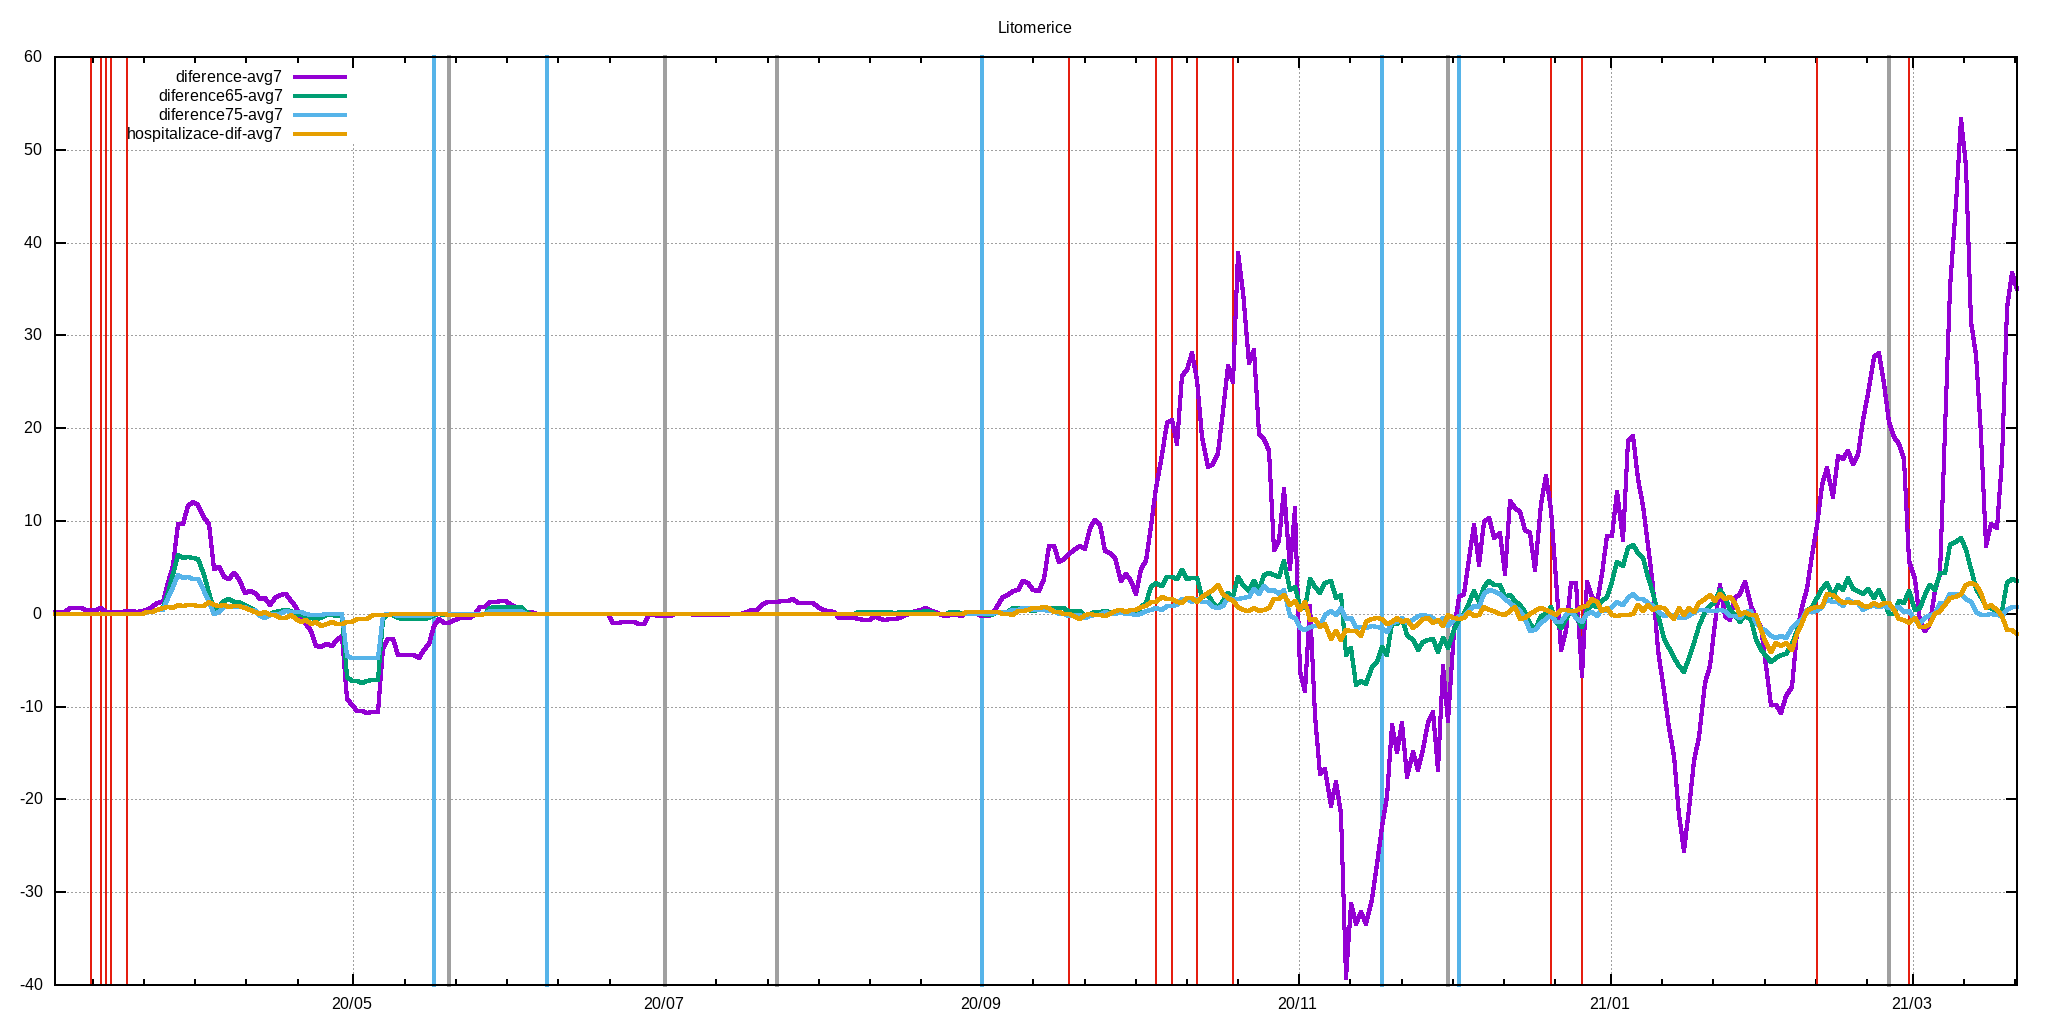 Litomerice
60
50
40
30
20
10
0
-10
-20
-30
-40
diference-avg7
diference65-avg7
diference75-avg7
hospitalizace-dif-avg7
20/05 20/07 20/09 20/11 21/01 21/03